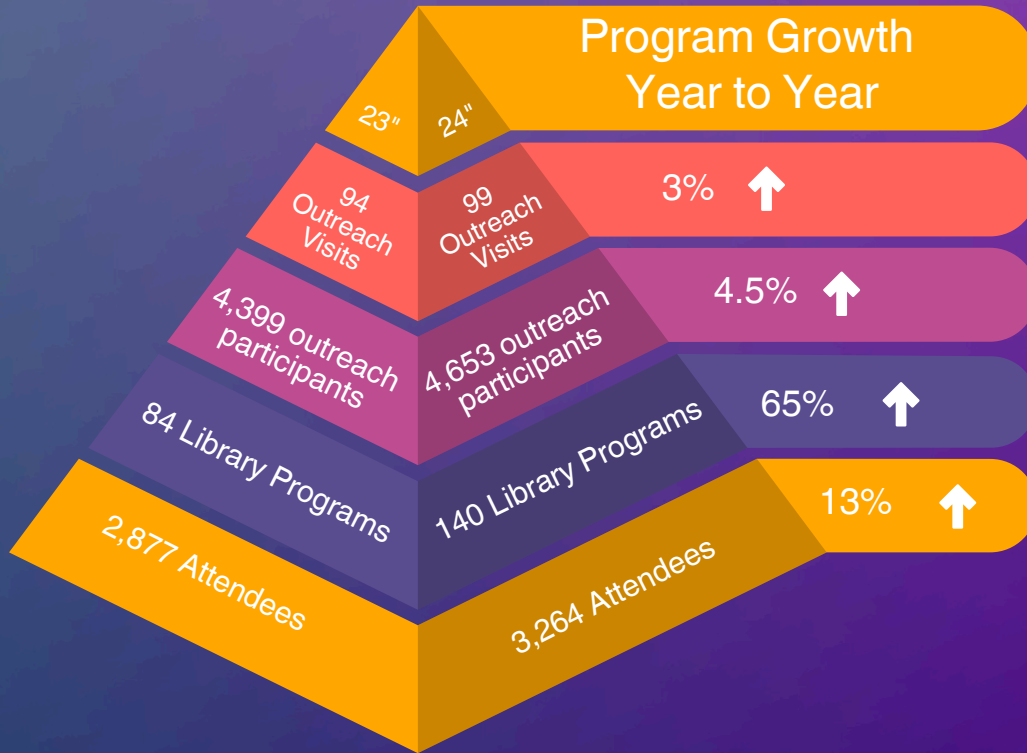 Program Growth
Year to Year
23"
24"
94
Outreach
Visits
99
Outreach
Visits
3%
4,399 outreach
participants
4,653 outreach
participants
4.5%
84 Library Programs
140 Library Programs
65%
2,877 Attendees
3,264 Attendees
13%